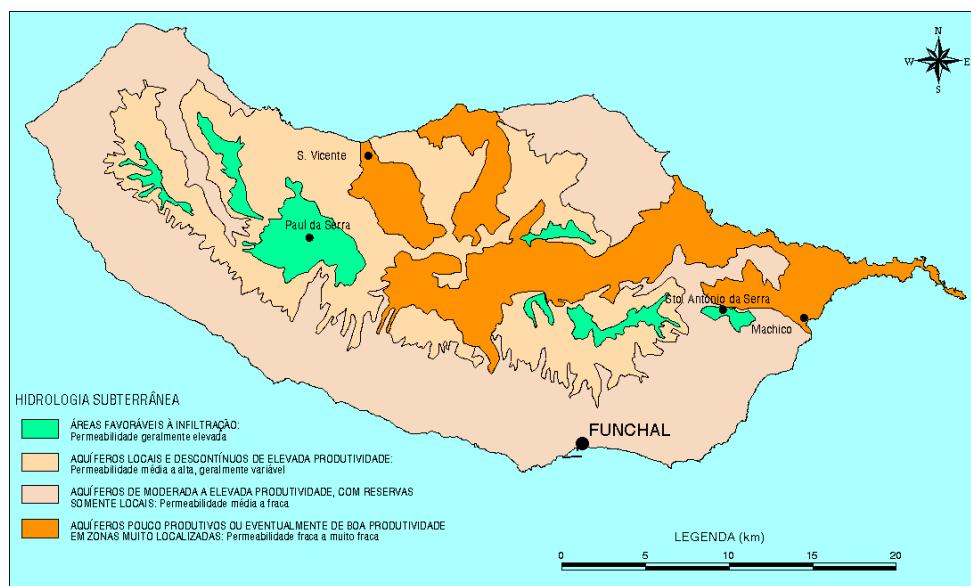 N
W E
S
S. Vicente
Paul da Serra
Sto. António da Serra
Machico
FUNCHAL
HIDROLOGIA SUBTERRÂNEA
ÁREAS FAVORÁVEIS À INFILTRAÇÃO:
Permeabilidade geralmente elevada
AQUÍFEROS LOCAIS E DESCONTÍNUOS DE ELEVADA PRODUTIVIDADE:
Permeabilidade média a alta, geralmente variável
AQUÍFEROS DE MODERADA A ELEVADA PRODUTIVIDADE, COM RESERVAS
SOMENTE LOCAIS: Permeabilidade média a fraca
AQUÍFEROS POUCO PRODUTIVOS OU EVENTUALMENTE DE BOA PRODUTIVIDADE
EM ZONAS MUITO LOCALIZADAS: Permeabilidade fraca a muito fraca
LEGENDA (km)
0 5 10 15 20